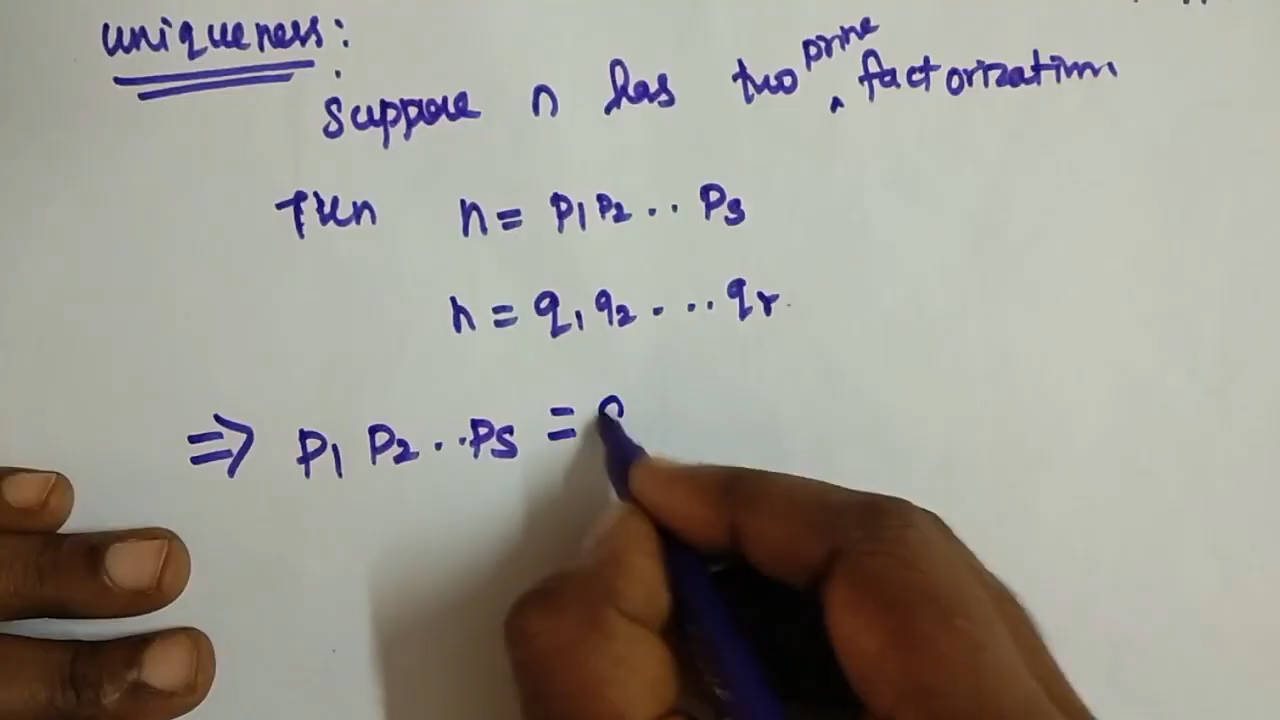 uniqueness:
suppose n has two prime factorization
Then n = p1 p2 .. ps
n = q1 q2 . ... qr.
=> p1 p2 .. ps =